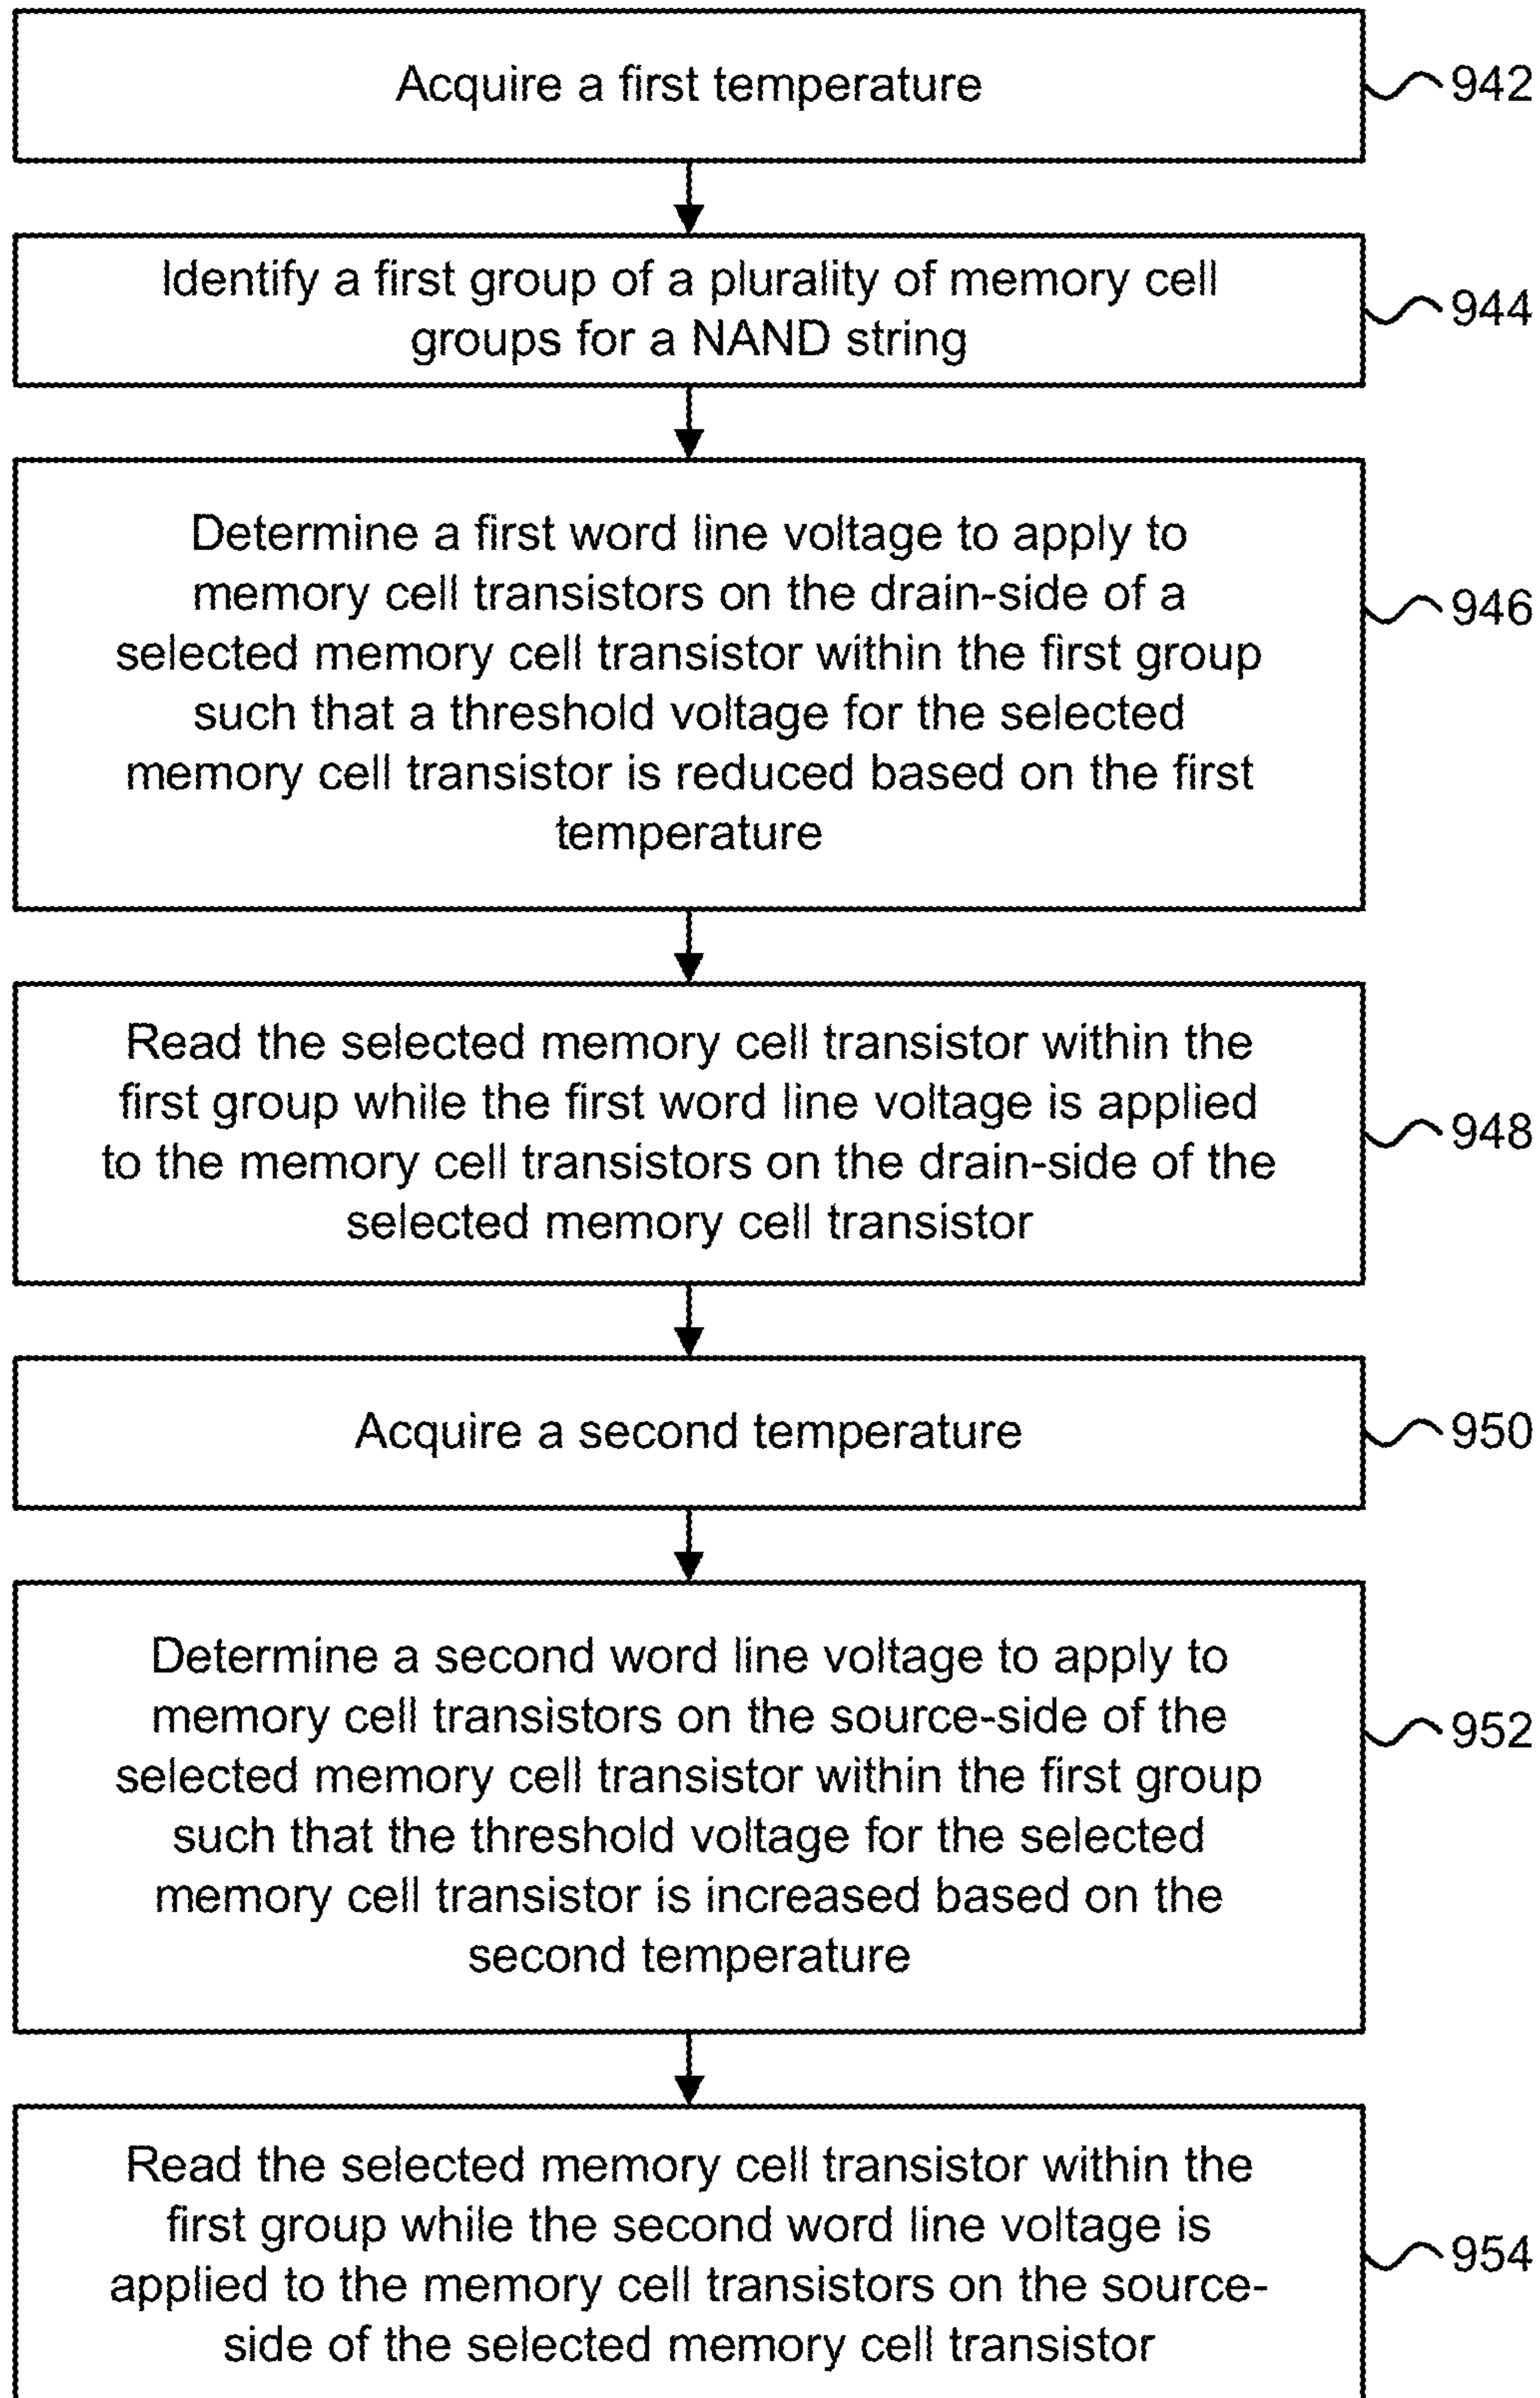 Acquire a first temperature
942
Identify a first group of a plurality of memory cell
groups for a NAND string
944
Determine a first word line voltage to apply to
memory cell transistors on the drain-side of a
selected memory cell transistor within the first group
such that a threshold voltage for the selected
memory cell transistor is reduced based on the first
temperature
946
Read the selected memory cell transistor within the
first group while the first word line voltage is applied
to the memory cell transistors on the drain-side of the
selected memory cell transistor
948
Acquire a second temperature
950
Determine a second word line voltage to apply to
memory cell transistors on the source-side of the
selected memory cell transistor within the first group
such that the threshold voltage for the selected
memory cell transistor is increased based on the
second temperature
952
Read the selected memory cell transistor within the
first group while the second word line voltage is
applied to the memory cell transistors on the source-
side of the selected memory cell transistor
954